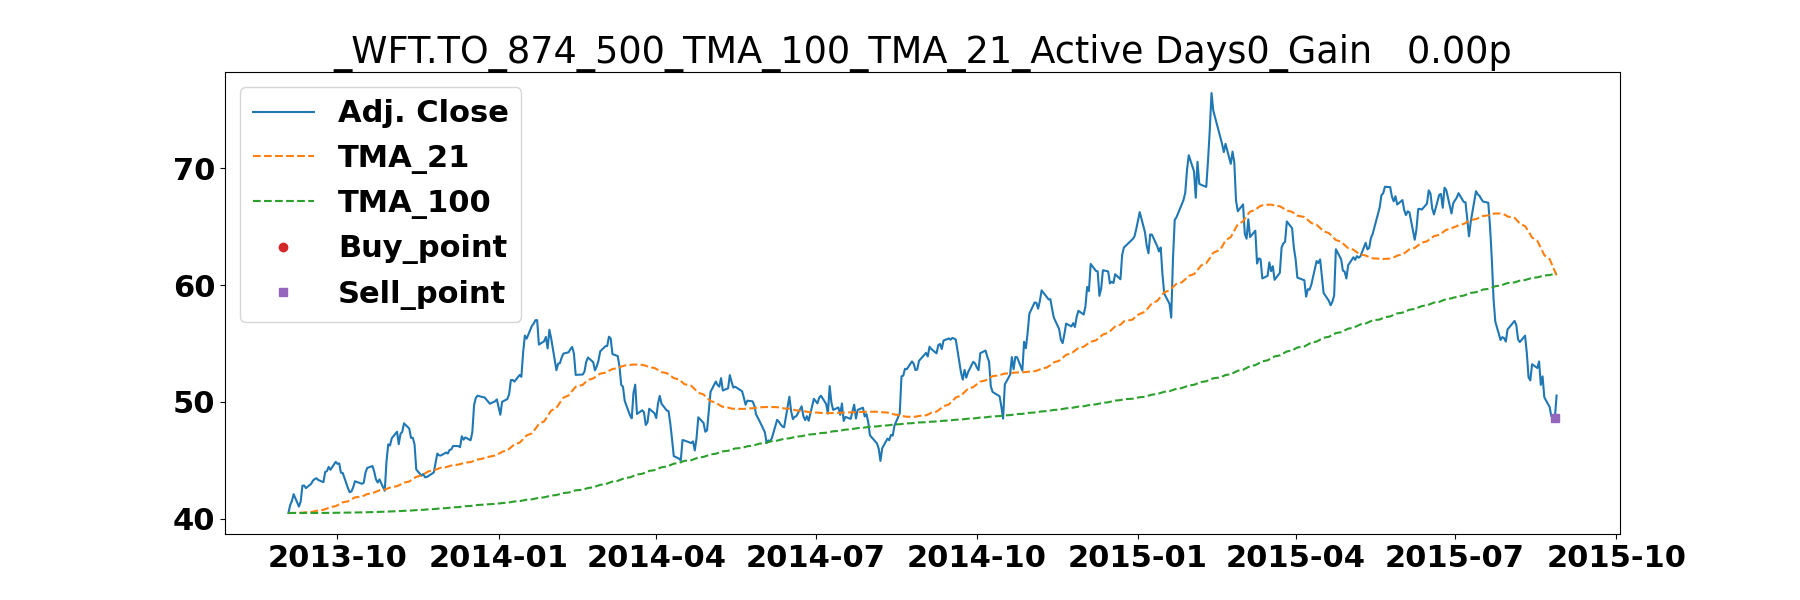 _WFT.TO_874_500_TMA_100_TMA_21_Active Days0_Gain   0.00p
Adj. Close
TMA_21
TMA_100
Buy_point
Sell_point
70
60
50
40
2013-10 2014-01 2014-04 2014-07 2014-10 2015-01 2015-04 2015-07 2015-10